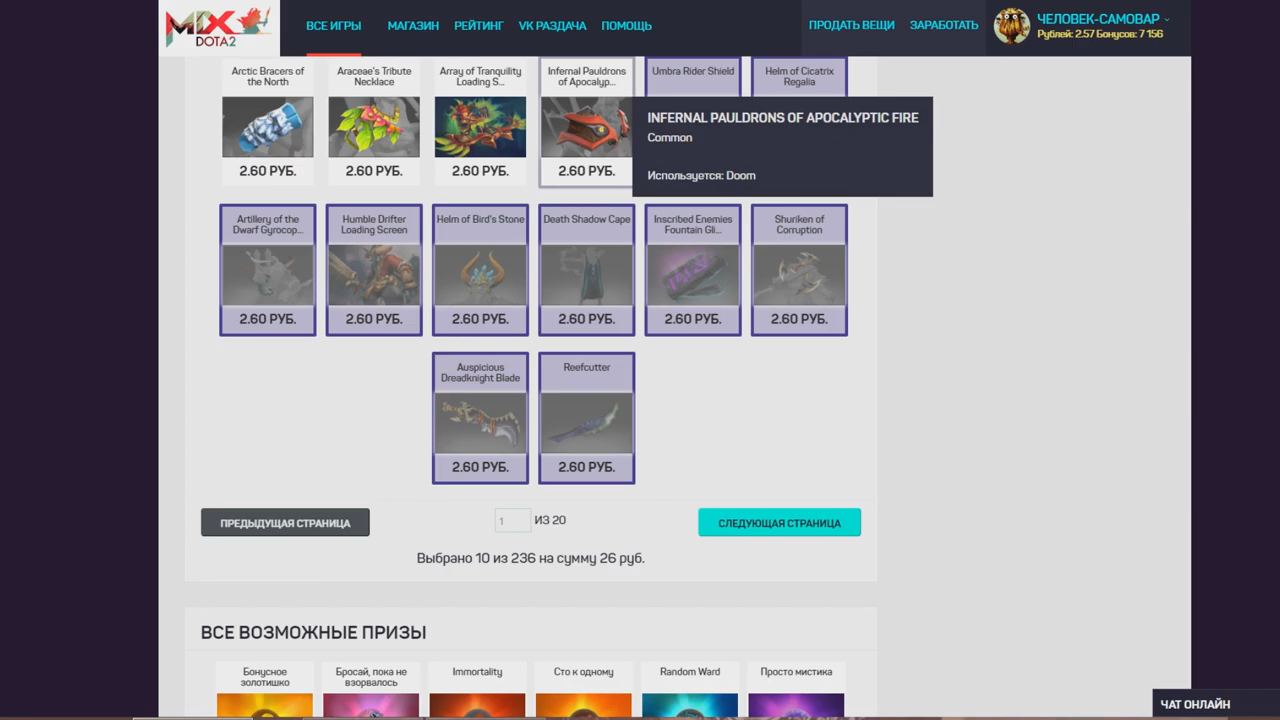 MIX
DOTA2
ВСЕ ИГРЫ
МАГАЗИН
РЕЙТИНГ
VK РАЗДАЧА
ПОМОЩЬ
ПРОДАТЬ ВЕЩИ
ЗАРАБОТАТЬ
ЧЕЛОВЕК-САМОВАР
Рублей: 2.57 Бонусов: 7 156
Arctic Bracers of
the North
2.60 РУБ.
Araceae's Tribute
Necklace
2.60 РУБ.
Array of Tranquility
Loading S...
2.60 РУБ.
Infernal Pauldrons
of Apocalyp...
2.60 РУБ.
Umbra Rider Shield
Helm of Cicatrix
Regalia
INFERNAL PAULDRONS OF APOCALYPTIC FIRE
Common
Используется: Doom
Artillery of the
Dwarf Gyrocop...
2.60 РУБ.
Humble Drifter
Loading Screen
2.60 РУБ.
Helm of Bird's Stone
2.60 РУБ.
Death Shadow Cape
2.60 РУБ.
Inscribed Enemies
Fountain Gli...
2.60 РУБ.
Shuriken of
Corruption
2.60 РУБ.
Auspicious
Dreadknight Blade
2.60 РУБ.
Reefcutter
2.60 РУБ.
ПРЕДЫДУЩАЯ СТРАНИЦА
1 ИЗ 20
СЛЕДУЮЩАЯ СТРАНИЦА
Выбрано 10 из 236 на сумму 26 руб.
ВСЕ ВОЗМОЖНЫЕ ПРИЗЫ
Бонусное
золотишко
Бросай, пока не
взорвалось
Immortality
Сто к одному
Random Ward
Просто мистика
ЧАТ ОНЛАЙН